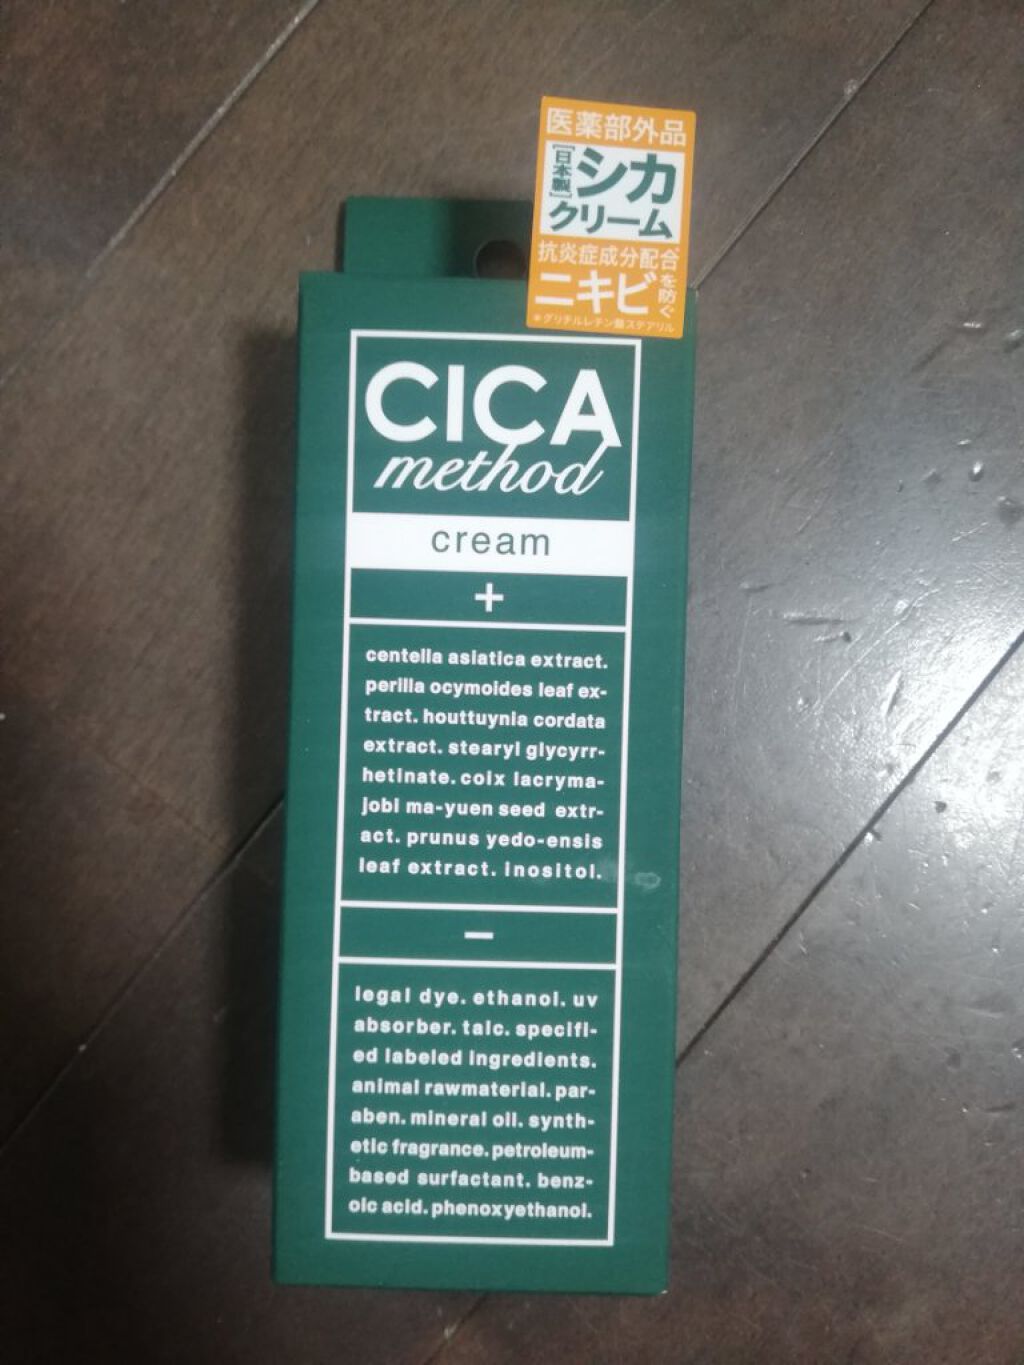 医薬部外品
[日本製]シカ
クリーム
抗炎症成分配合*
ニキビを防ぐ
*グリチルレチン酸ステアリル
CICA
method
cream
+
centella asiatica extract.
perilla ocymoides leaf ex-
tract. houttuynia cordata
extract. stearyl glycyrr-
hetinate. coix lacryma-
jobi ma-yuen seed extr-
act. prunus yedo-ensis
leaf extract. inositol.
−
legal dye. ethanol. uv
absorber. talc. specifi-
ed labeled ingredients.
animal rawmaterial. par-
aben. mineral oil. synth-
etic fragrance. petroleum-
based surfactant. benz-
oic acid. phenoxyethanol.